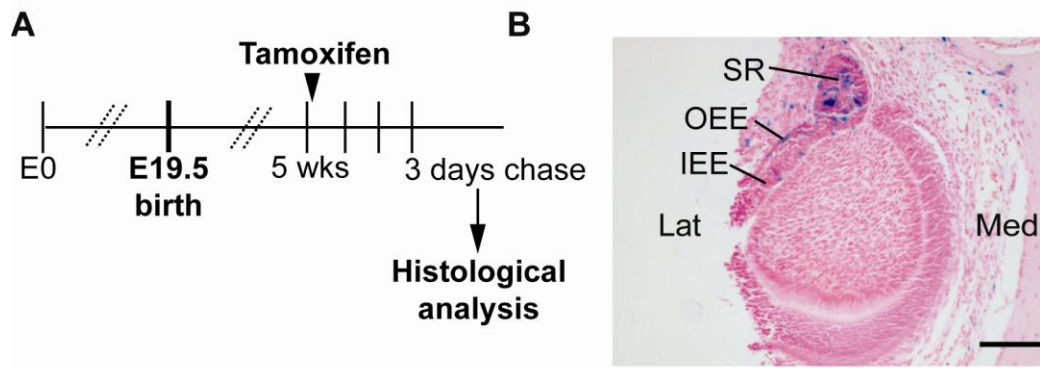 A
Tamoxifen
E0
E19.5
birth
5 wks
3 days chase
Histological
analysis
B
SR
OEE
IEE
Lat
Med